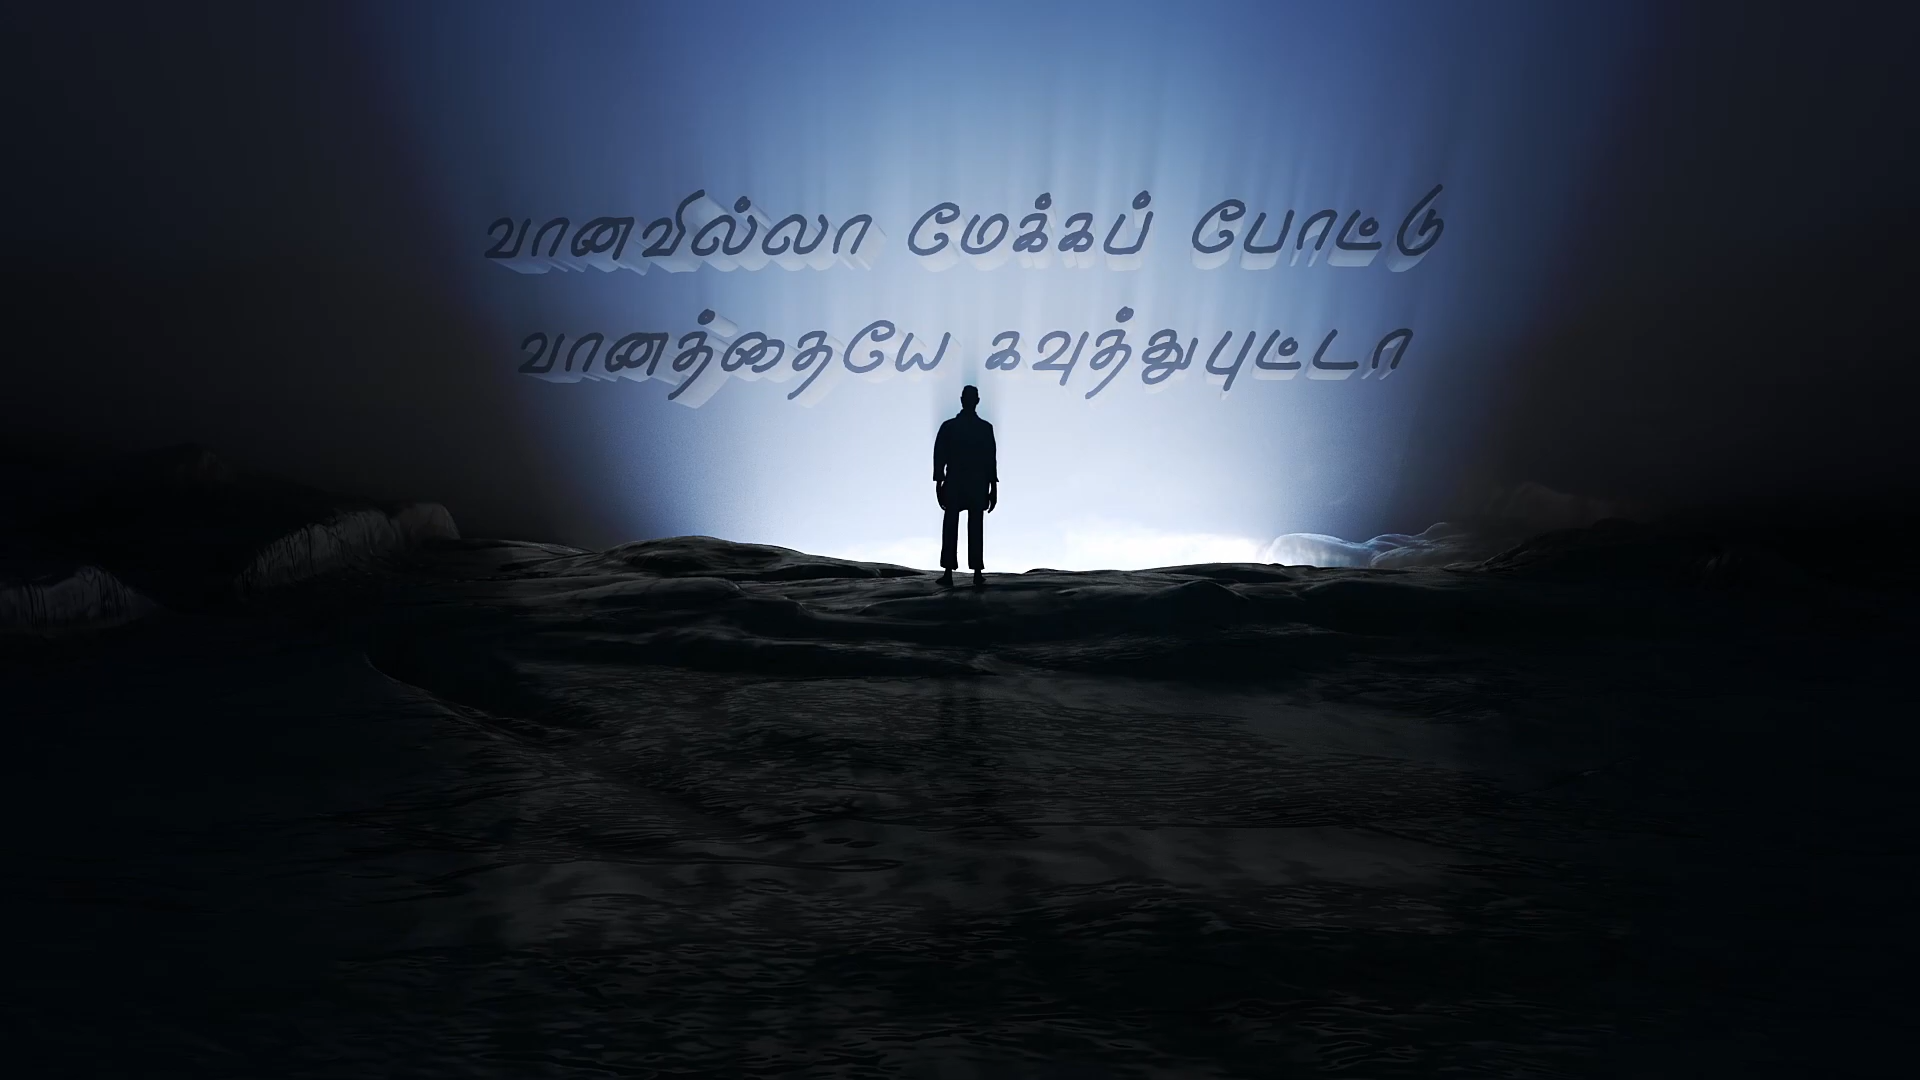 வானவில்லா மேக்கப் போட்டு
வானத்தையே கவுத்துபுட்டா